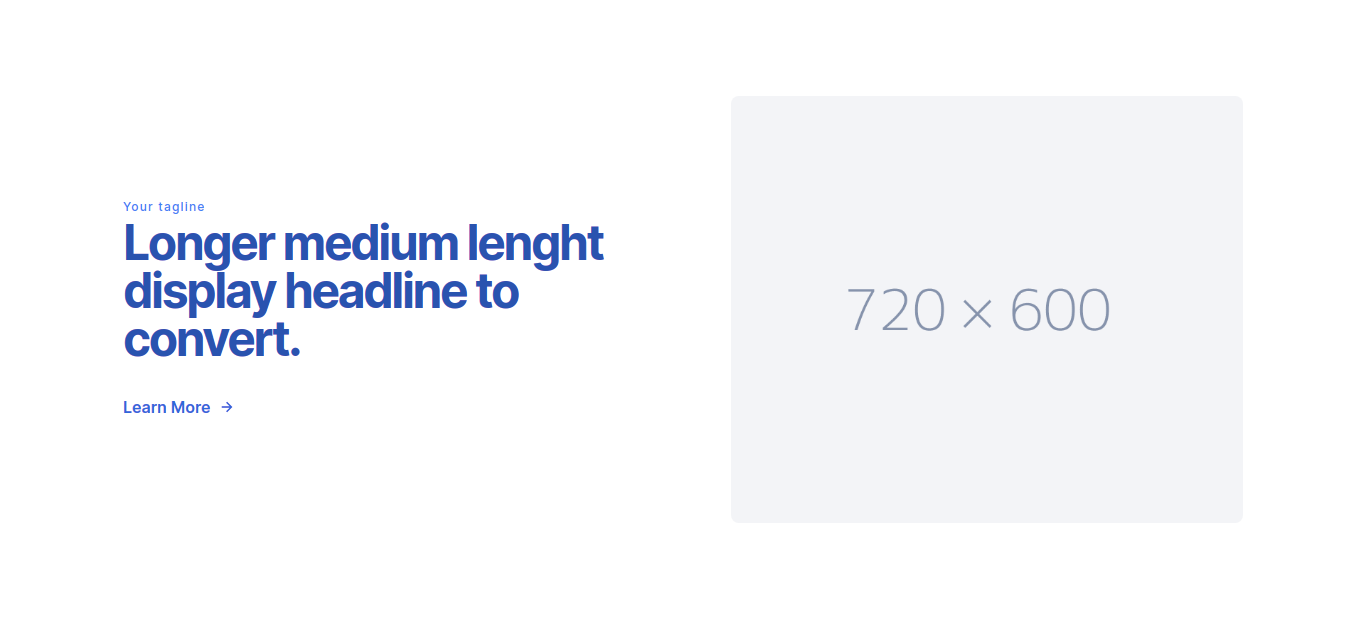 Your tagline
Longer medium lenght
display headline to
convert.
Learn More →
720 × 600